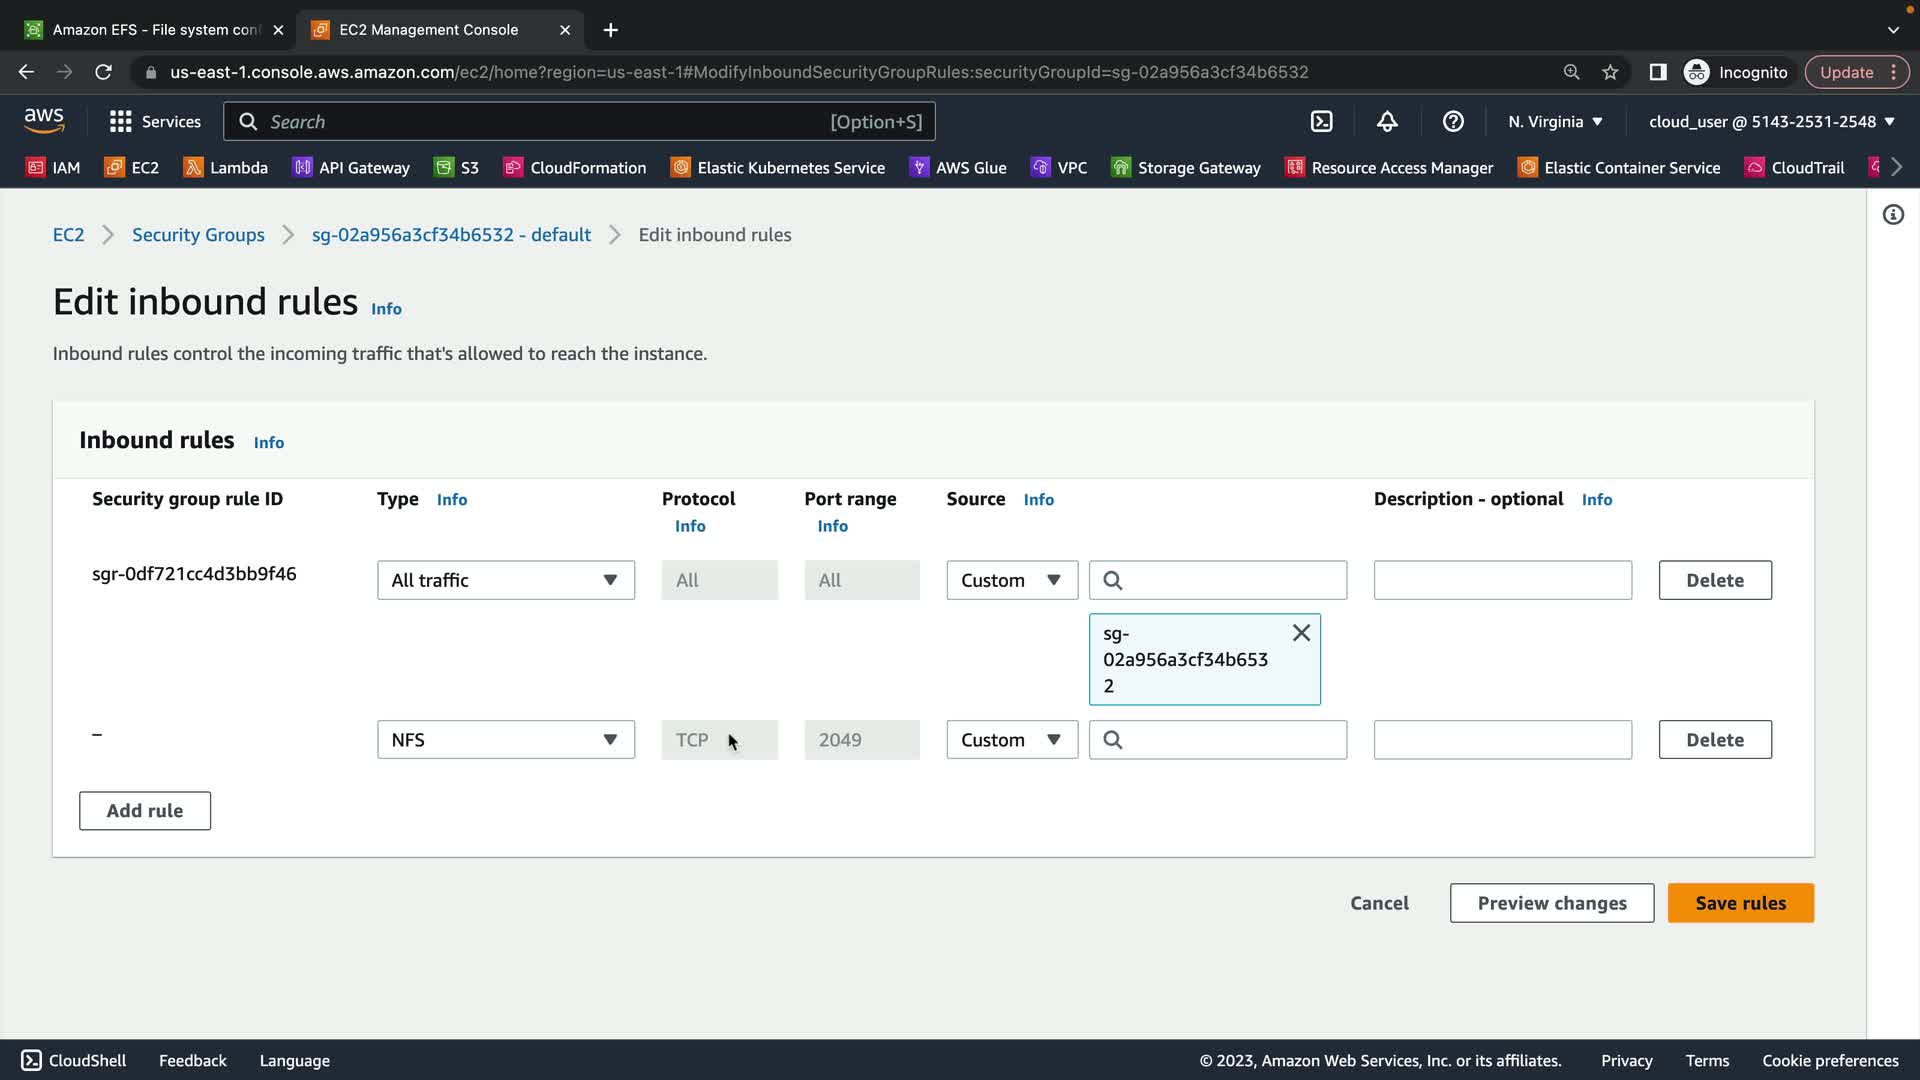 Amazon EFS - File system con
EC2 Management Console
us-east-1.console.aws.amazon.com/ec2/home?region=us-east-1#ModifyInboundSecurityGroupRules:securityGroupId=sg-02a956a3cf34b6532
Incognito
Update
aws
Services
Search
[Option+S]
N. Virginia
cloud_user @ 5143-2531-2548
IAM
EC2
Lambda
API Gateway
S3
CloudFormation
Elastic Kubernetes Service
AWS Glue
VPC
Storage Gateway
Resource Access Manager
Elastic Container Service
CloudTrail
EC2
Security Groups
sg-02a956a3cf34b6532 - default
Edit inbound rules
Edit inbound rules Info
Inbound rules control the incoming traffic that's allowed to reach the instance.
Inbound rules Info
Security group rule ID
Type Info
Protocol
Info
Port range
Info
Source Info
Description - optional Info
sgr-0df721cc4d3bb9f46
All traffic
All
All
Custom
Delete
sg-
02a956a3cf34b653
2
–
NFS
TCP
2049
Custom
Delete
Add rule
Cancel
Preview changes
Save rules
CloudShell
Feedback
Language
© 2023, Amazon Web Services, Inc. or its affiliates.
Privacy
Terms
Cookie preferences